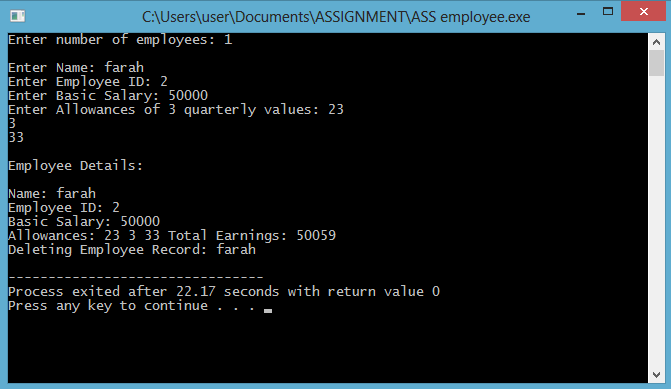 C:\Users\user\Documents\ASSIGNMENT\ASS employee.exe
Enter number of employees: 1
Enter Name: farah
Enter Employee ID: 2
Enter Basic Salary: 50000
Enter Allowances of 3 quarterly values: 23
3
33
Employee Details:
Name: farah
Employee ID: 2
Basic Salary: 50000
Allowances: 23 3 33 Total Earnings: 50059
Deleting Employee Record: farah
--------------------------------
Process exited after 22.17 seconds with return value 0
Press any key to continue . . .